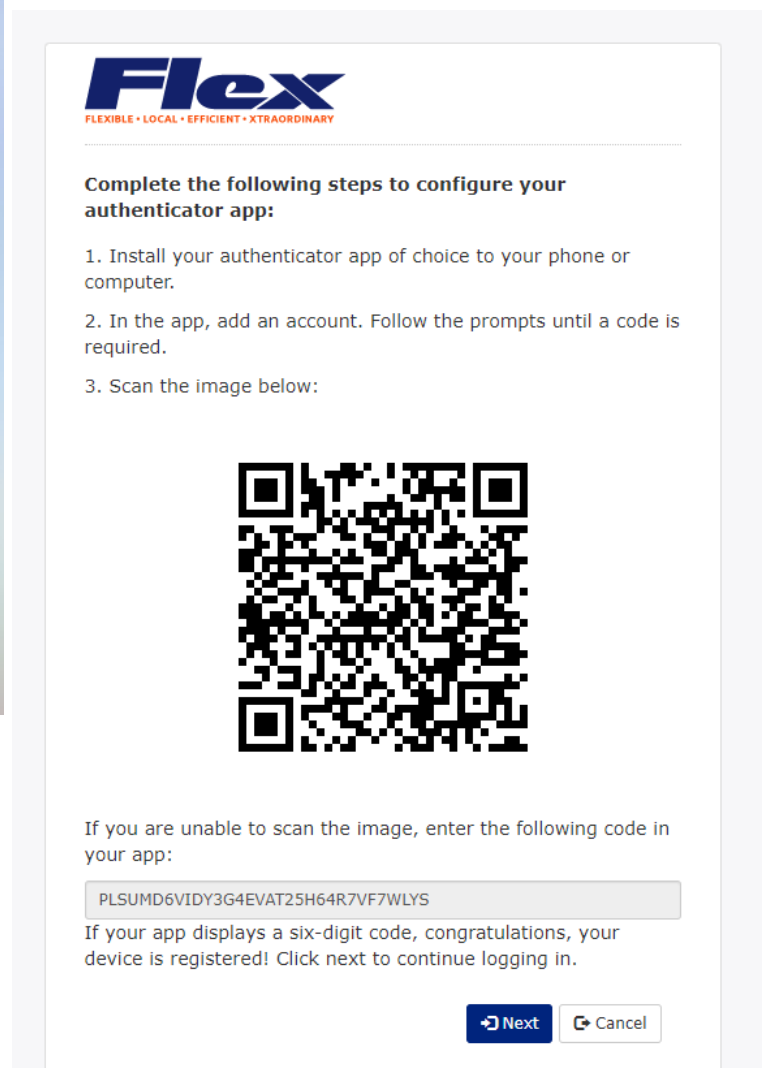 Flex
FLEXIBLE • LOCAL • EFFICIENT • XTRAORDINARY
Complete the following steps to configure your
authenticator app:
1. Install your authenticator app of choice to your phone or
computer.
2. In the app, add an account. Follow the prompts until a code is
required.
3. Scan the image below:
If you are unable to scan the image, enter the following code in
your app:
PLSUMD6VIDY3G4EVAT25H64R7VF7WLYS
If your app displays a six-digit code, congratulations, your
device is registered! Click next to continue logging in.
Next Cancel